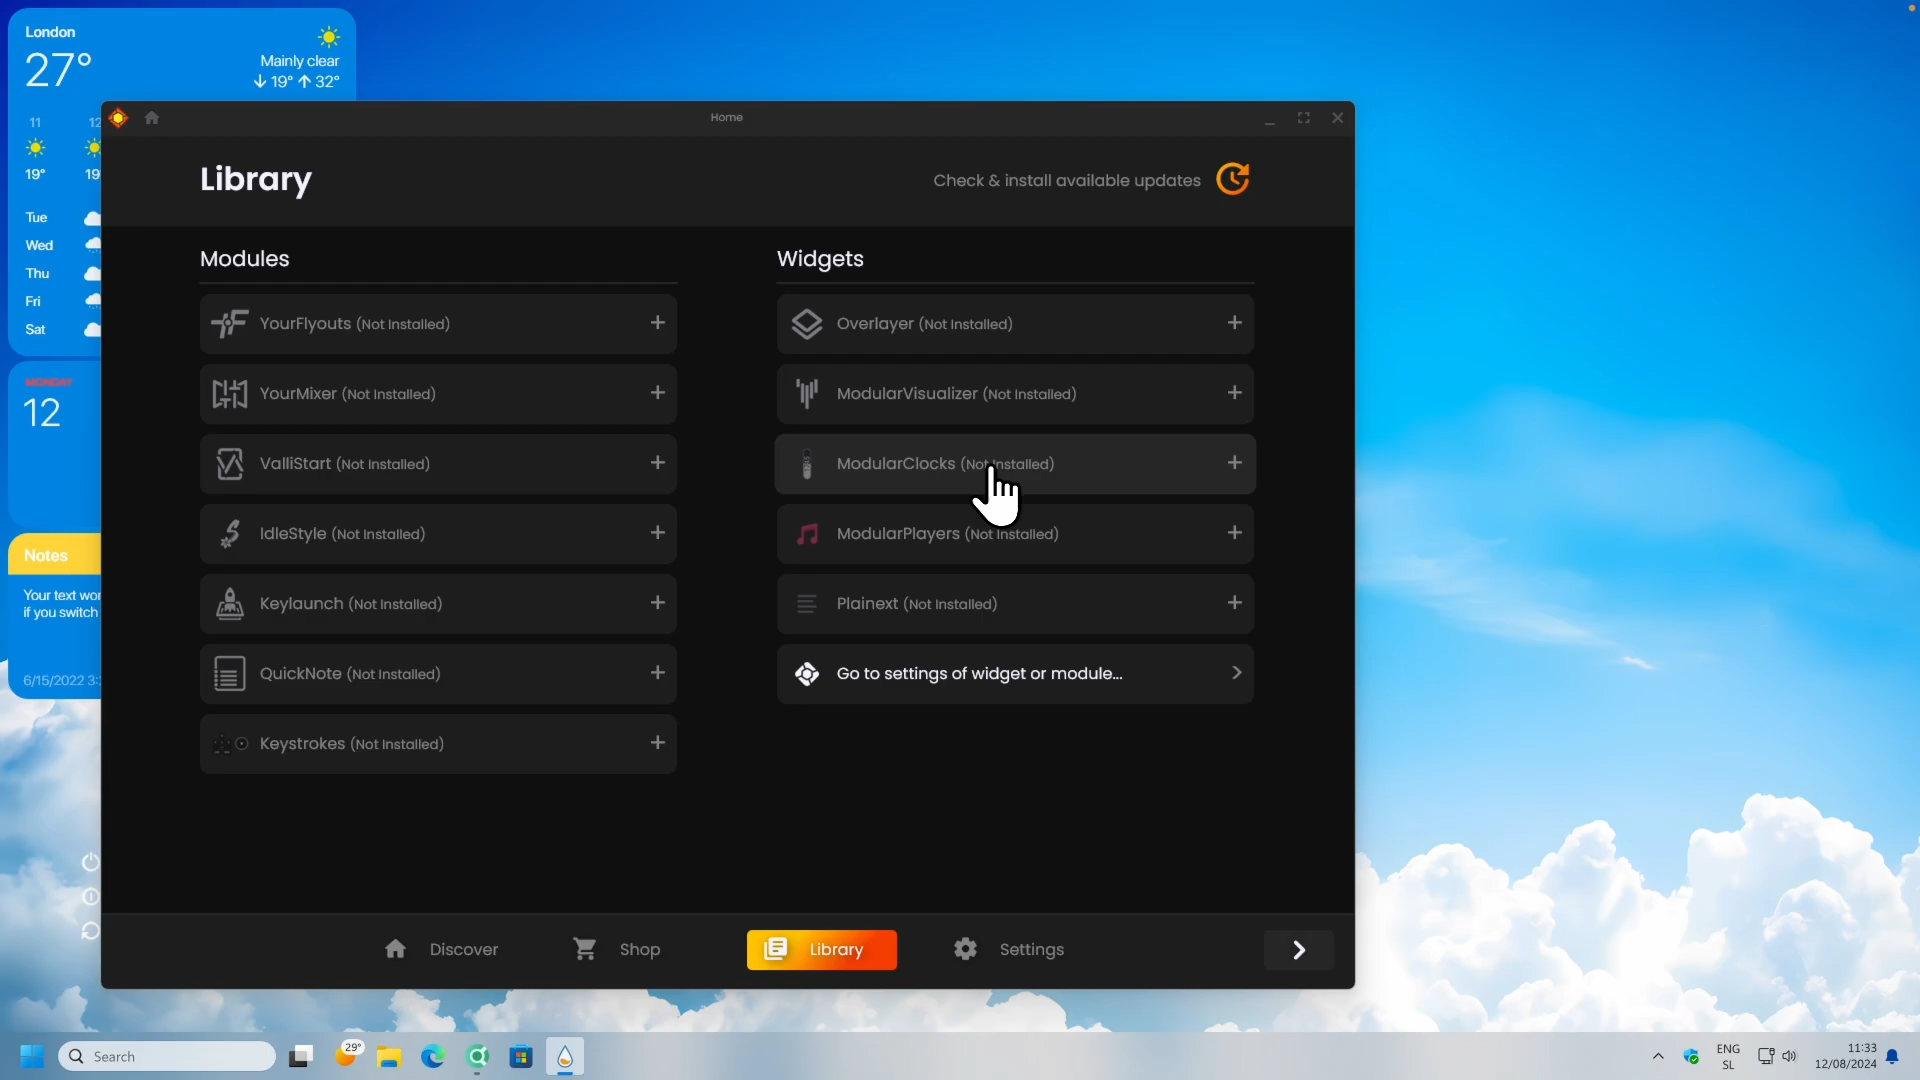 London
27°
Mainly clear
19° 32°
11
19°
Tue
Wed
Thu
Fri
Sat
MONDAY
12
Notes
Your text wor
if you switch
6/15/2022 3:
Home
Library
Check & install available updates
Modules
YourFlyouts (Not Installed)
YourMixer (Not Installed)
ValliStart (Not Installed)
IdleStyle (Not Installed)
Keylaunch (Not Installed)
QuickNote (Not Installed)
Keystrokes (Not Installed)
Widgets
Overlayer (Not Installed)
ModularVisualizer (Not Installed)
ModularClocks (Not Installed)
ModularPlayers (Not Installed)
Plainext (Not Installed)
Go to settings of widget or module...
Discover
Shop
Library
Settings
Search
29°
ENG
SL
11:33
12/08/2024